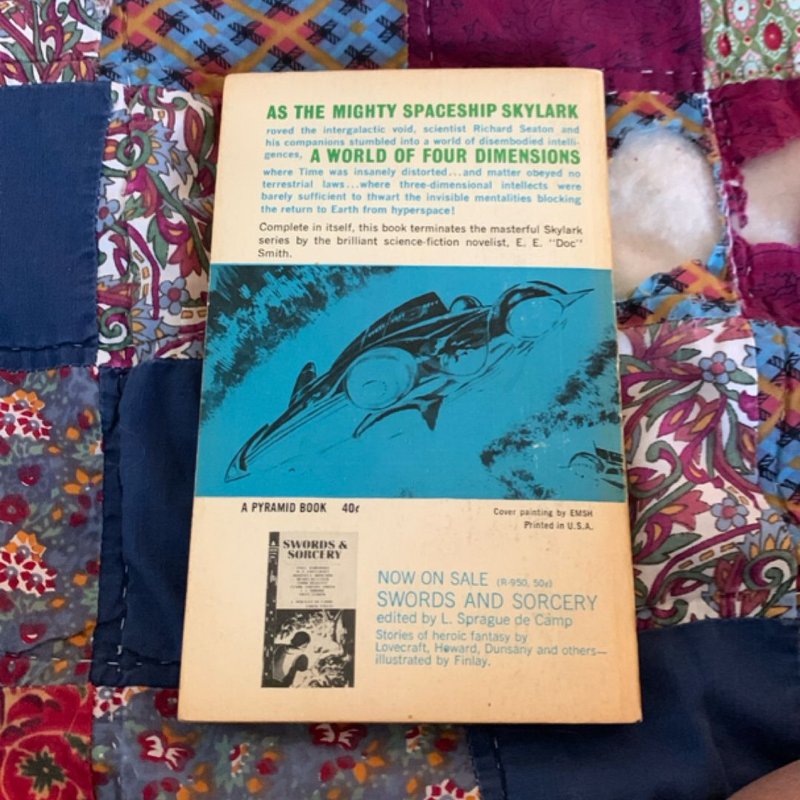 AS THE MIGHTY SPACESHIP SKYLARK
roved the intergalactic void, scientist Richard Seaton and
his companions stumbled into a world of disembodied intelli-
gences, A WORLD OF FOUR DIMENSIONS
where Time was insanely distorted...and matter obeyed no
terrestrial laws...where three-dimensional intellects were
barely sufficient to thwart the invisible mentalities blocking
the return to Earth from hyperspace!
Complete in itself, this book terminates the masterful Skylark
series by the brilliant science-fiction novelist, E. E. "Doc"
Smith.
A PYRAMID BOOK 40¢
Cover painting by EMSH
Printed in U.S.A.
SWORDS &
SORCERY
NOW ON SALE (R-950, 50¢)
SWORDS AND SORCERY
edited by L. Sprague de Camp
Stories of heroic fantasy by
Lovecraft, Howard, Dunsany and others—
illustrated by Finlay.